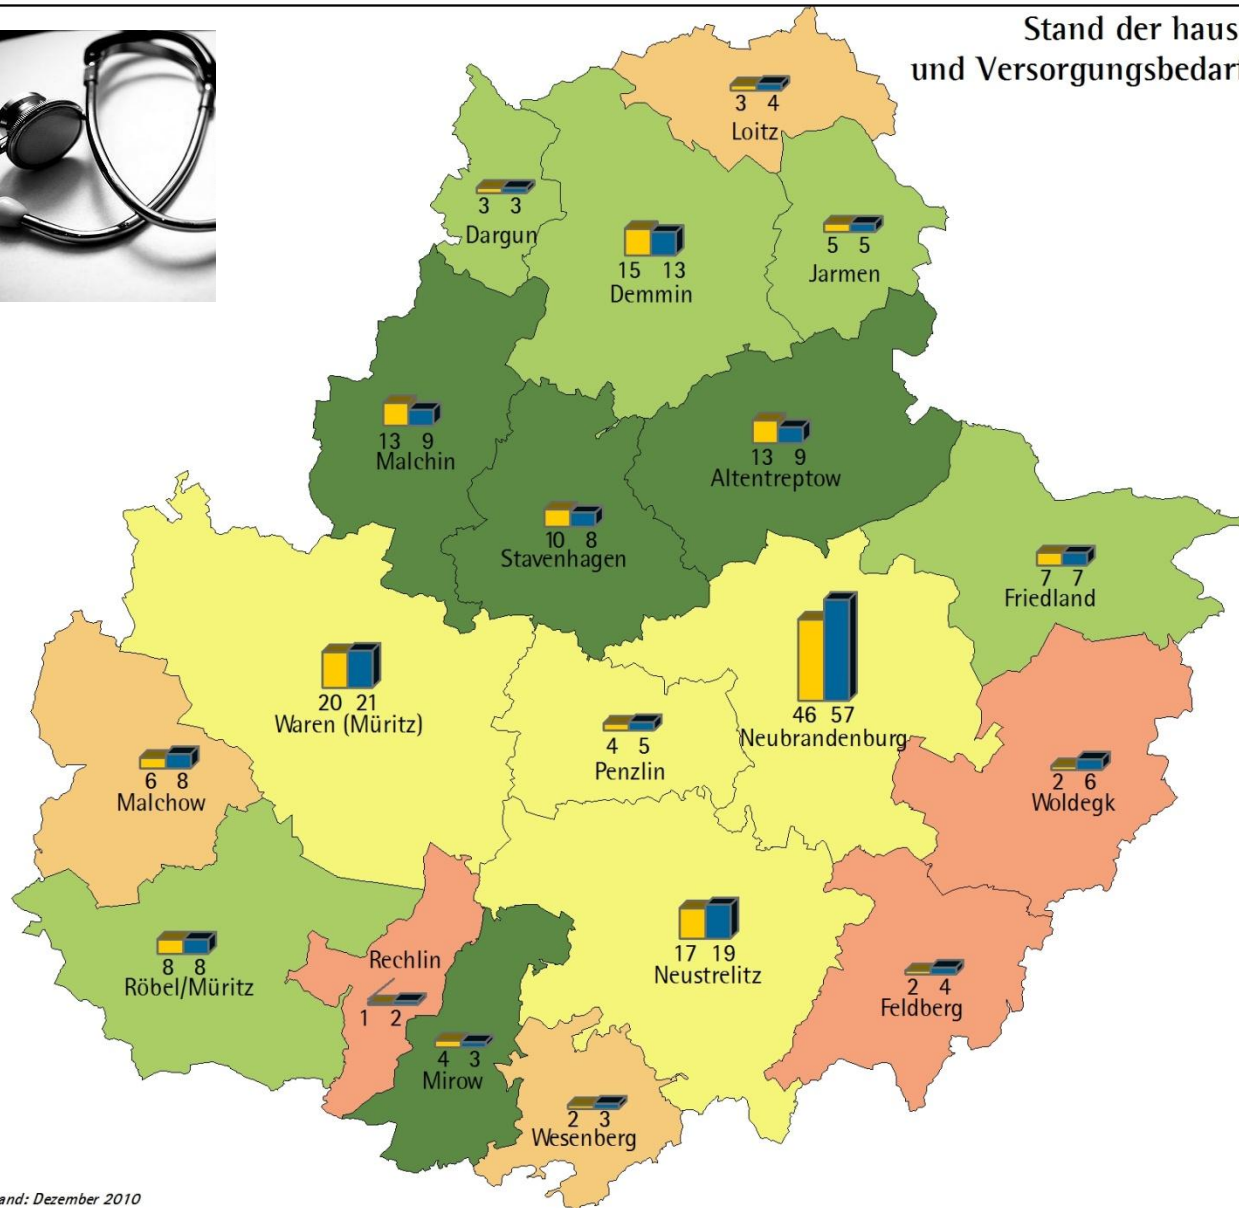 Stand der haus
und Versorgungsbedarf
3 4
Loitz
3 3
Dargun
15 13
Demmin
5 5
Jarmen
13 9
Malchin
13 9
Altentreptow
10 8
Stavenhagen
7 7
Friedland
20 21
Waren (Müritz)
4 5
Penzlin
46 57
Neubrandenburg
6 8
Malchow
2 6
Woldegk
8 8
Röbel/Müritz
Rechlin
1 2
17 19
Neustrelitz
2 4
Feldberg
4 3
Mirow
2 3
Wesenberg
and: Dezember 2010